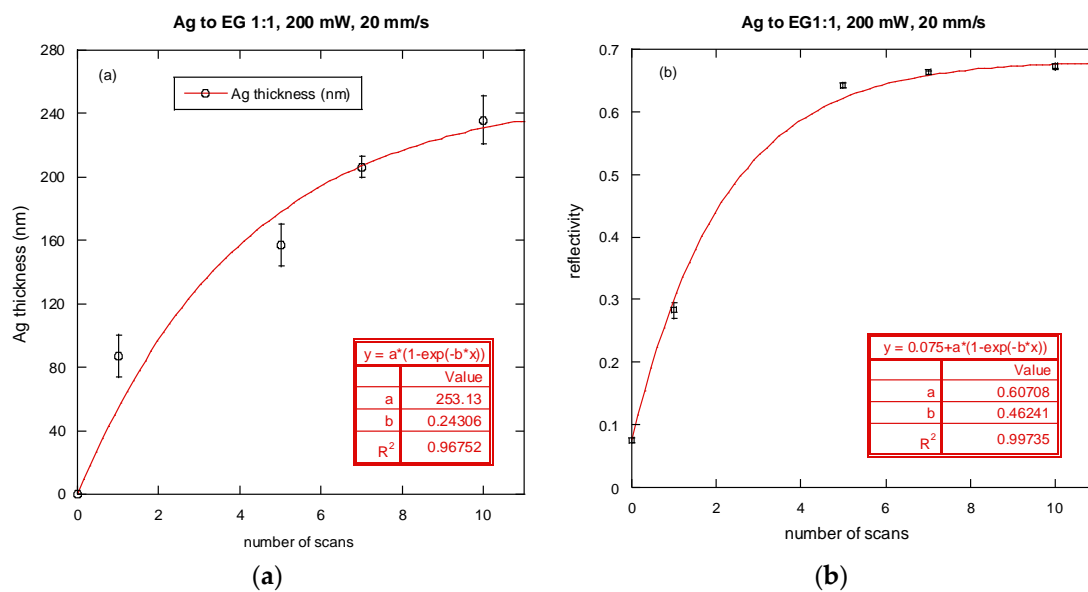 Ag to EG 1:1, 200 mW, 20 mm/s
280
240
200
160
120
80
40
0
Ag thickness (nm)
(a)
Ag thickness (nm)
y = a*(1-exp(-b*x))
Value
a 253.13
b 0.24306
R2 0.96752
0 2 4 6 8 10
number of scans
(a)
Ag to EG1:1, 200 mW, 20 mm/s
0.7
0.6
0.5
0.4
0.3
0.2
0.1
0
reflectivity
(b)
y = 0.075+a*(1-exp(-b*x))
Value
a 0.60708
b 0.46241
R2 0.99735
0 2 4 6 8 10
number of scans
(b)